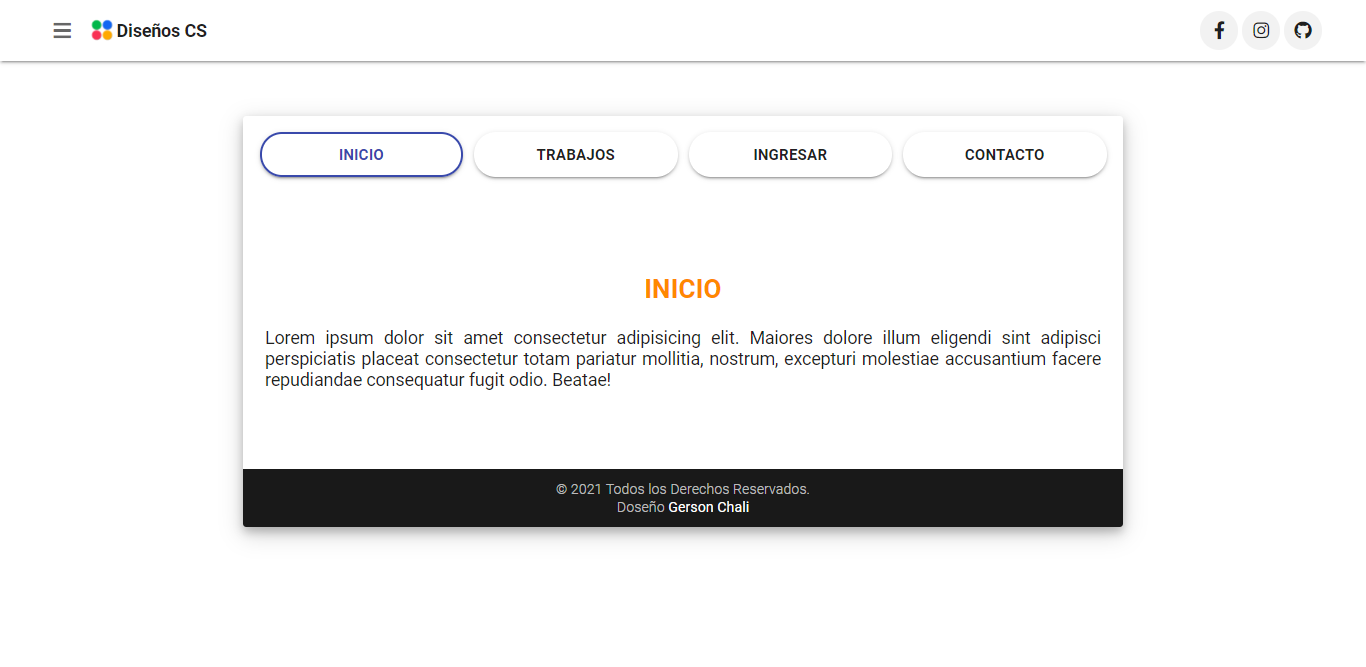 Diseños CS
INICIO
TRABAJOS
INGRESAR
CONTACTO
INICIO
Lorem ipsum dolor sit amet consectetur adipisicing elit. Maiores dolore illum eligendi sint adipisci
perspiciatis placeat consectetur totam pariatur mollitia, nostrum, excepturi molestiae accusantium facere
repudiandae consequatur fugit odio. Beatae!
© 2021 Todos los Derechos Reservados.
Doseño Gerson Chali